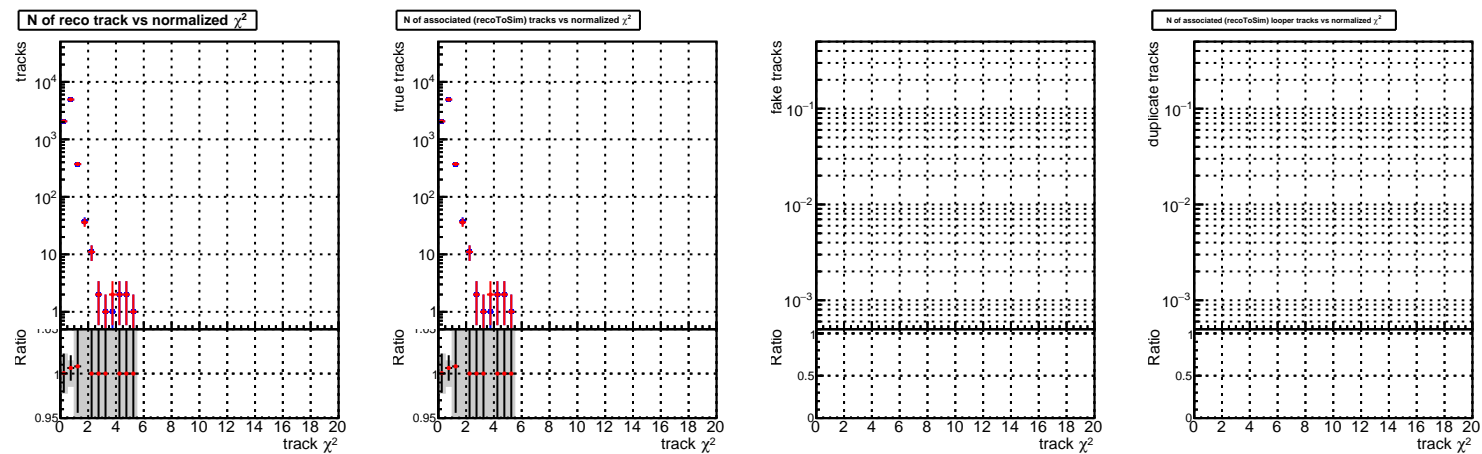 N of reco track vs normalized χ²
tracks
10⁴
10³
10²
10
1
Ratio
1.05
1
0.95
0 2 4 6 8 10 12 14 16 18 20
track χ²
N of associated (recoToSim) tracks vs normalized χ²
true tracks
10⁴
10³
10²
10
1
Ratio
1.05
1
0.95
0 2 4 6 8 10 12 14 16 18 20
track χ²
fake tracks
10⁻¹
10⁻²
10⁻³
Ratio
1
0.5
0
0 2 4 6 8 10 12 14 16 18 20
track χ²
N of associated (recoToSim) looper tracks vs normalized χ²
duplicate tracks
10⁻¹
10⁻²
10⁻³
Ratio
1
0.5
0
0 2 4 6 8 10 12 14 16 18 20
track χ²